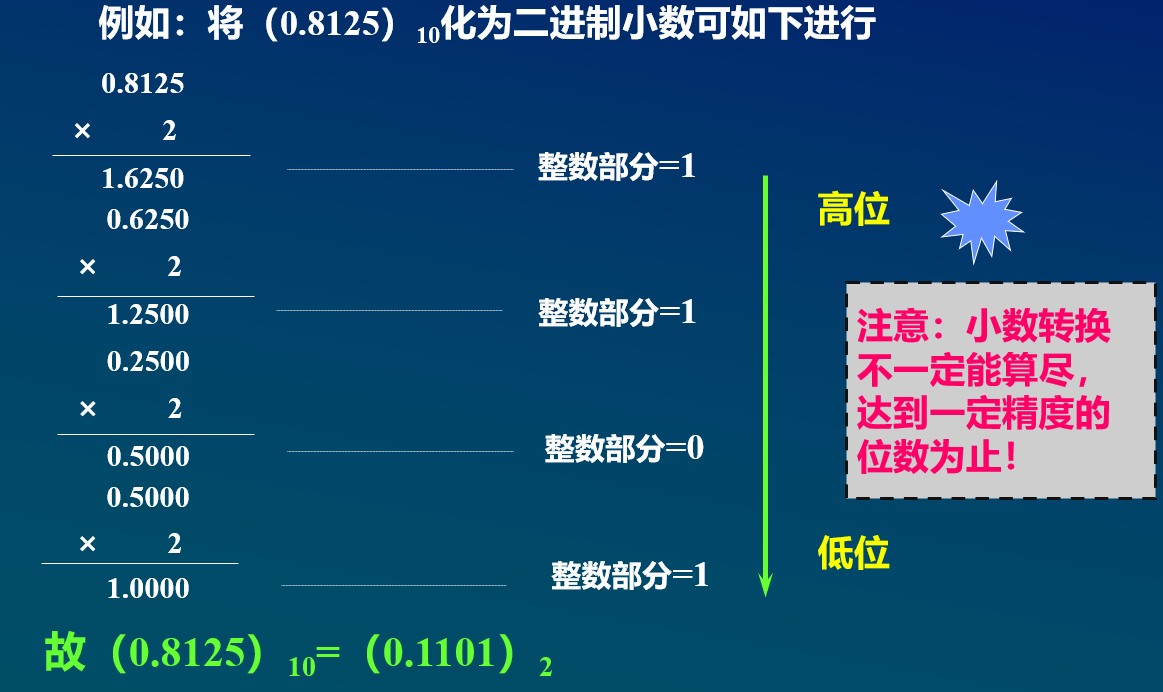 例如：将（0.8125）10化为二进制小数可如下进行
0.8125
× 2
1.6250
整数部分=1
0.6250
× 2
1.2500
整数部分=1
0.2500
× 2
0.5000
整数部分=0
0.5000
× 2
1.0000
整数部分=1
高位
低位
注意：小数转换
不一定能算尽，
达到一定精度的
位数为止！
故（0.8125）10=（0.1101）2